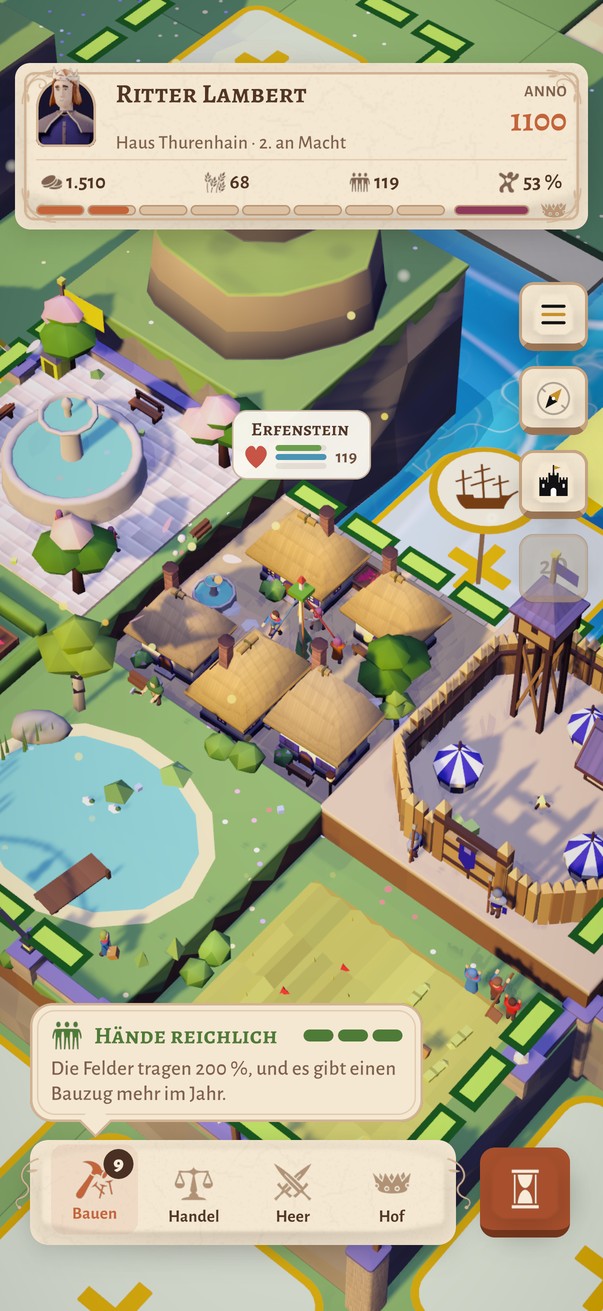 Ritter Lambert
ANNO
1100
Haus Thurenhain · 2. an Macht
1.510
68
119
53 %
Erfenstein
119
Hände reichlich
Die Felder tragen 200 %, und es gibt einen
Bauzug mehr im Jahr.
9
Bauen
Handel
Heer
Hof